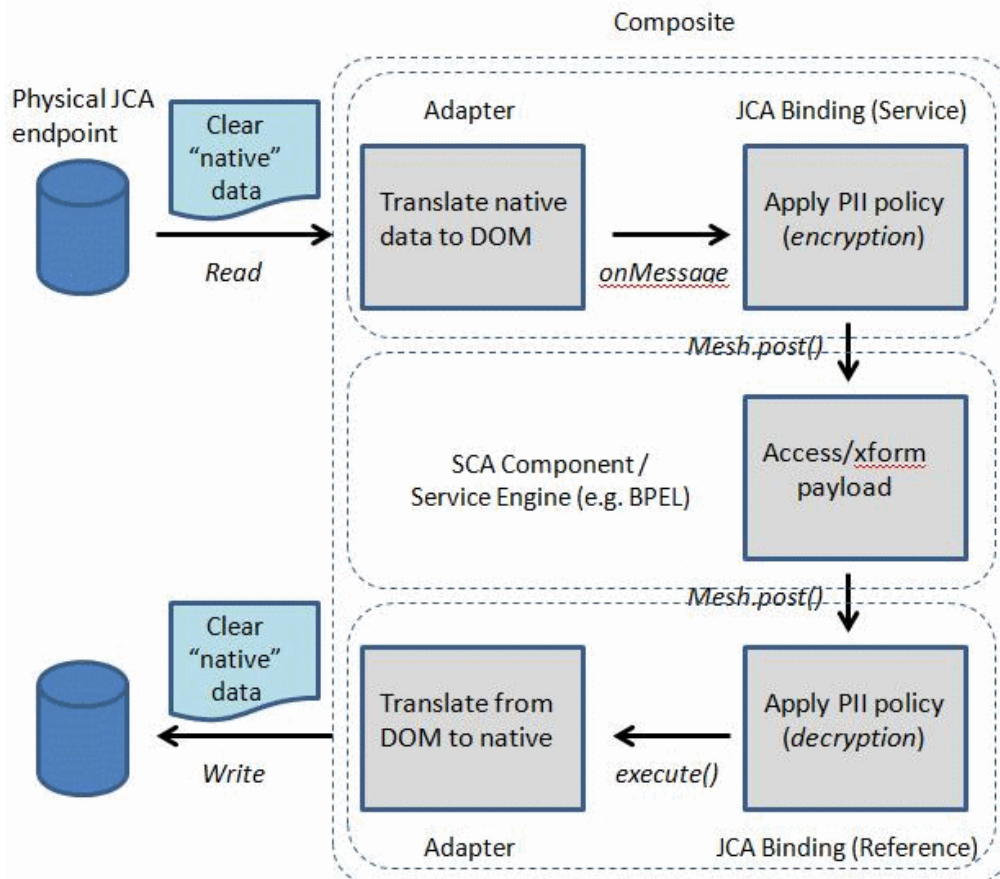 Composite
Physical JCA
endpoint
Clear
“native”
data
Read
Adapter
Translate native
data to DOM
onMessage
JCA Binding (Service)
Apply PII policy
(encryption)
Mesh.post()
SCA Component /
Service Engine (e.g. BPEL)
Access/xform
payload
Mesh.post()
Clear
“native”
data
Write
Translate from
DOM to native
Adapter
execute()
Apply PII policy
(decryption)
JCA Binding (Reference)